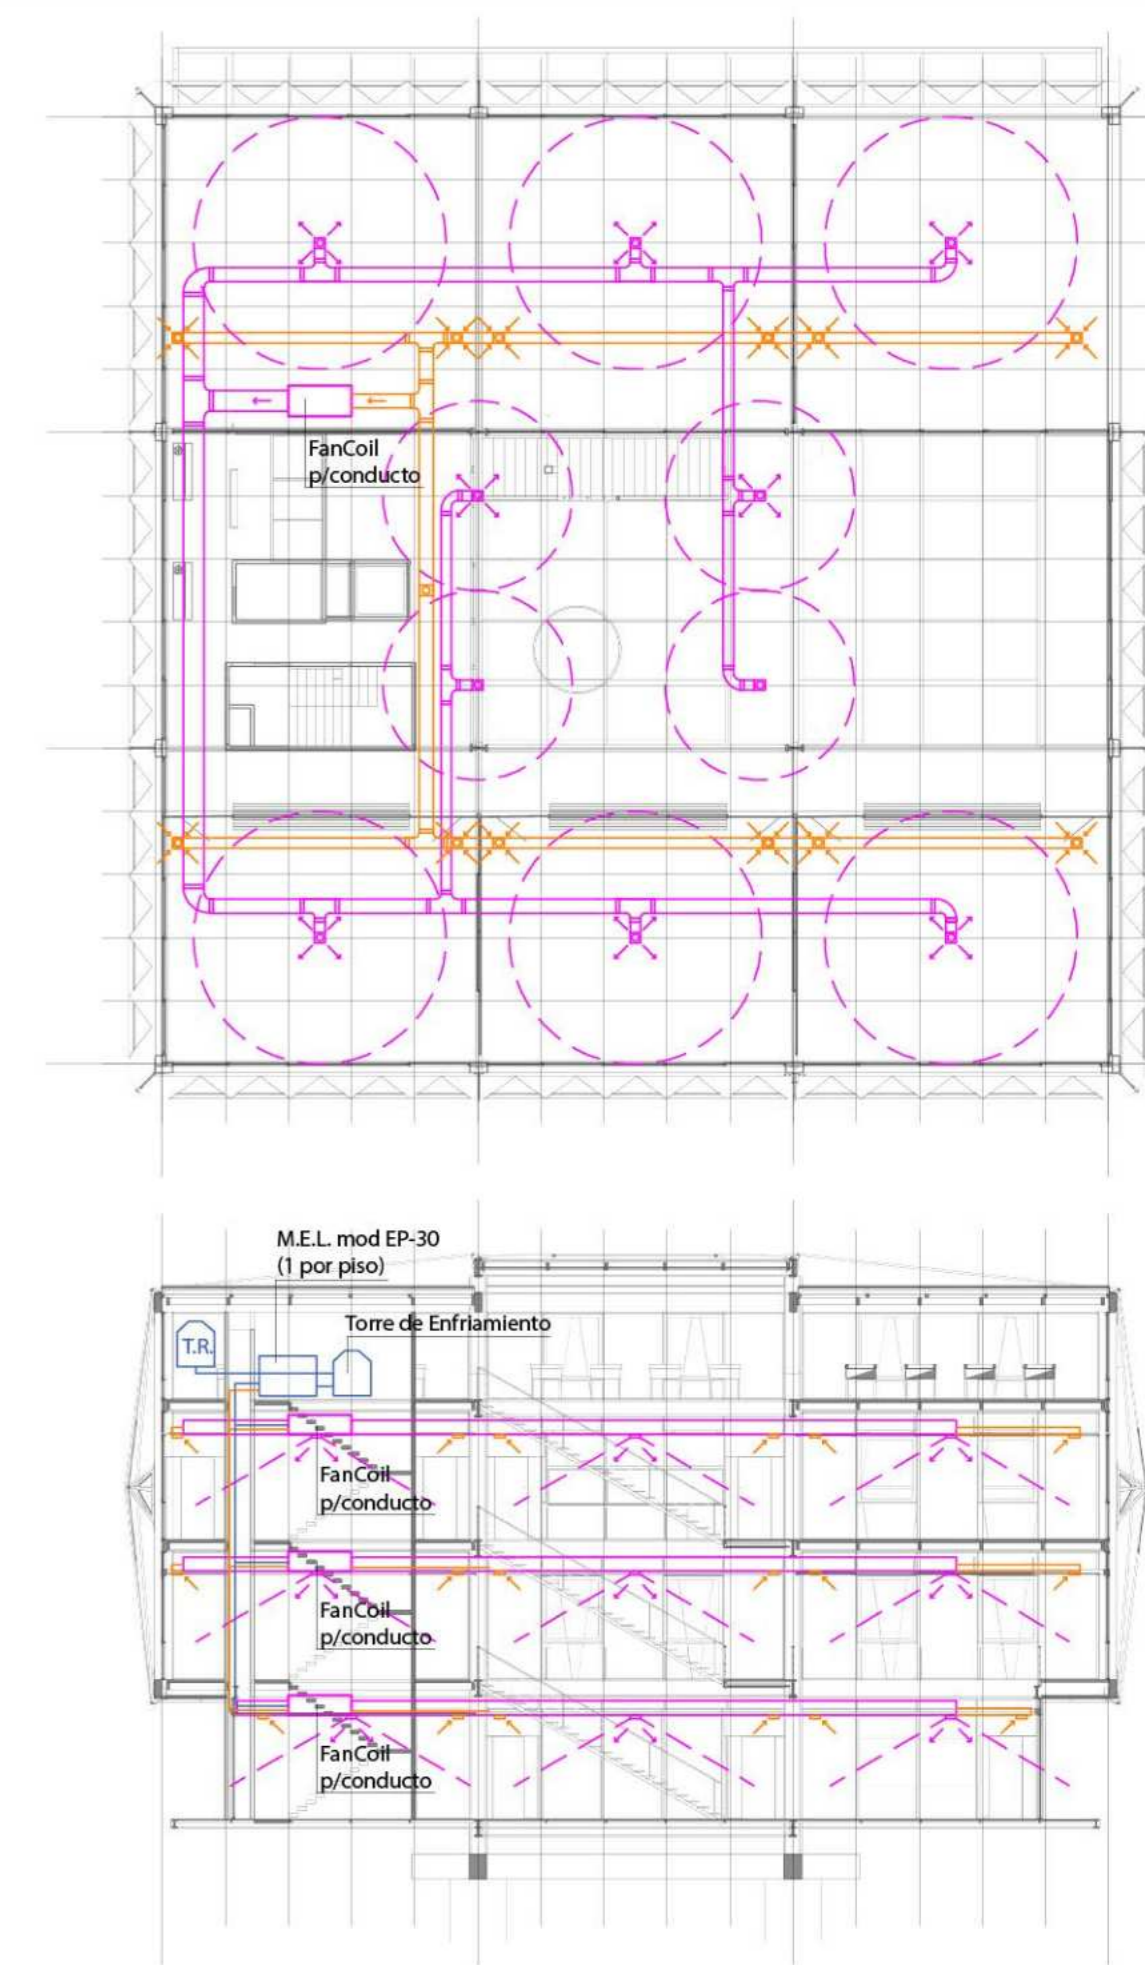 FanCoil
p/conducto
M.E.L. mod EP-30
(1 por piso)
Torre de Enfriamiento
T.R.
FanCoil
p/conducto
FanCoil
p/conducto
FanCoil
p/conducto